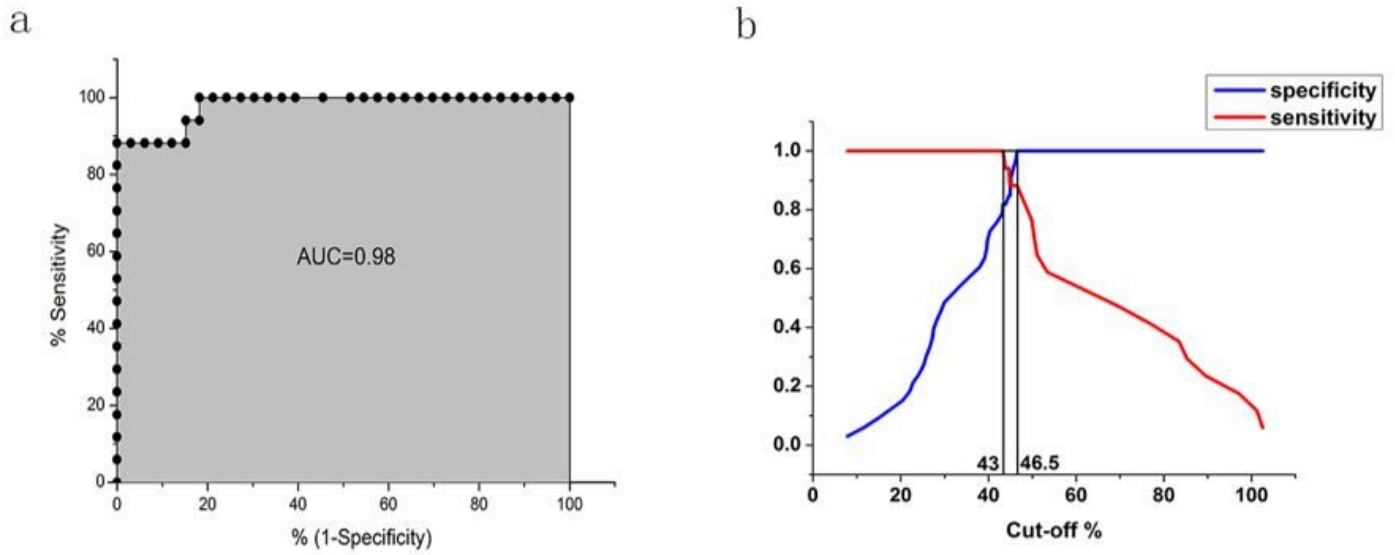 a
100
80
60
40
20
0
% Sensitivity
AUC=0.98
0 20 40 60 80 100
% (1-Specificity)
b
specificity
sensitivity
1.0
0.8
0.6
0.4
0.2
0.0
43 46.5
0 20 40 60 80 100
Cut-off %